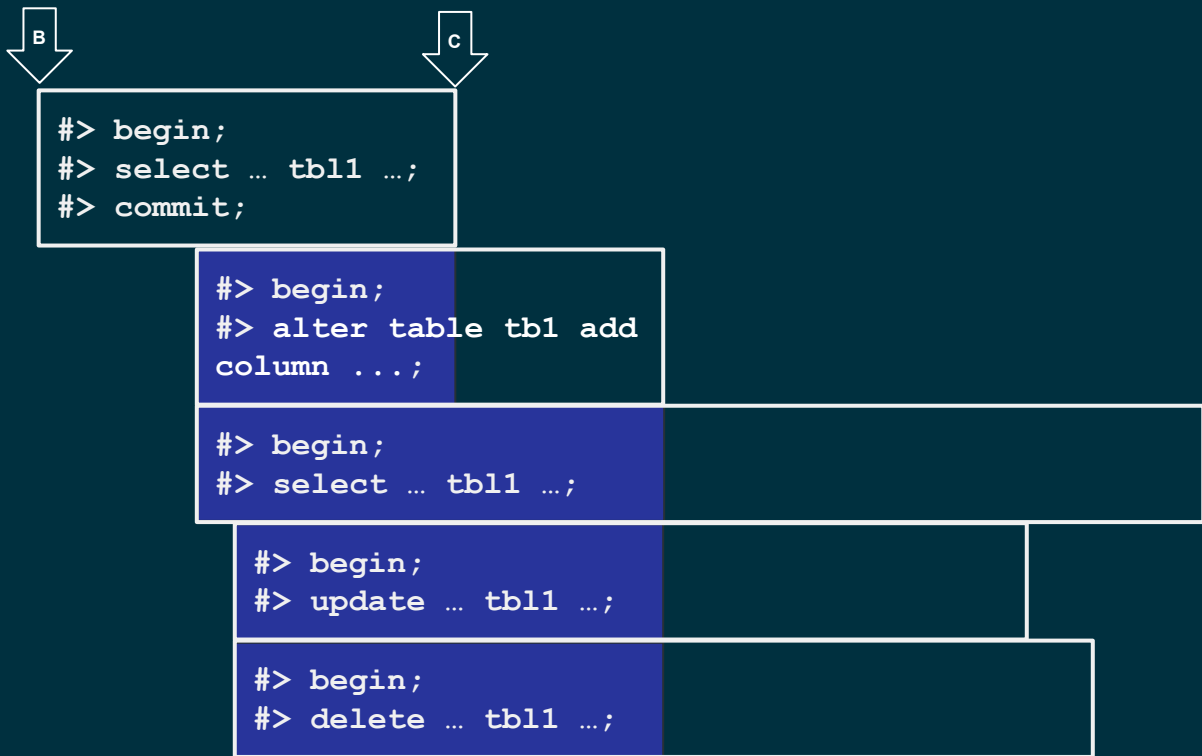 B
C
#> begin;
#> select … tbl1 …;
#> commit;
#> begin;
#> alter table tb1 add
column ...;
#> begin;
#> select … tbl1 …;
#> begin;
#> update … tbl1 …;
#> begin;
#> delete … tbl1 …;